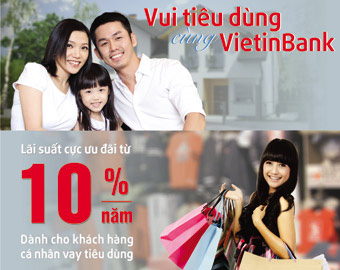 Vui tiêu dùng
cùng VietinBank
Lãi suất cực ưu đãi từ
10%
năm
Dành cho khách hàng
cá nhân vay tiêu dùng